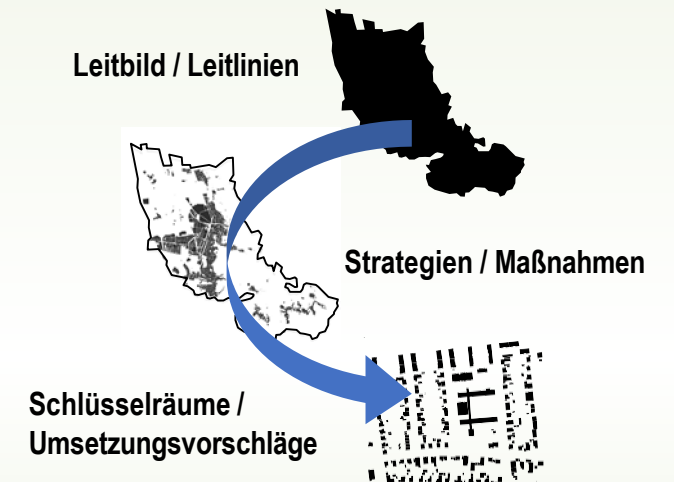 Leitbild / Leitlinien
Strategien / Maßnahmen
Schlüsselräume /
Umsetzungsvorschläge